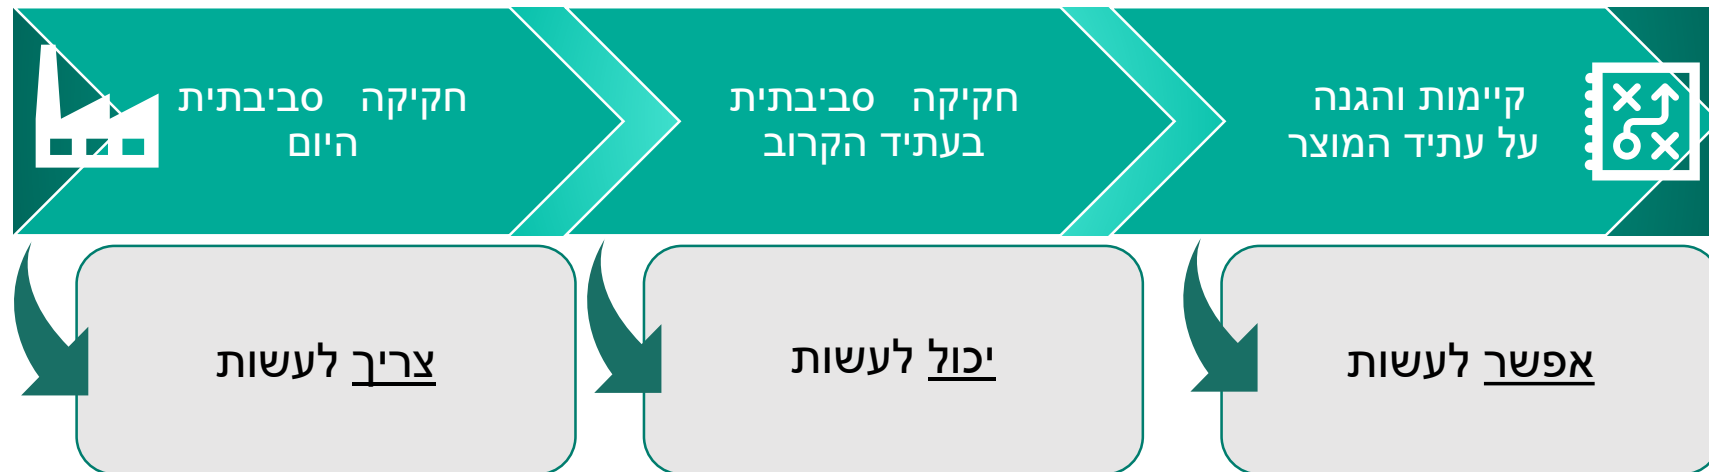 חקיקה סביבתית
היום
חקיקה סביבתית
בעתיד הקרוב
קיימות והגנה
על עתיד המוצר
צריך לעשות
יכול לעשות
אפשר לעשות